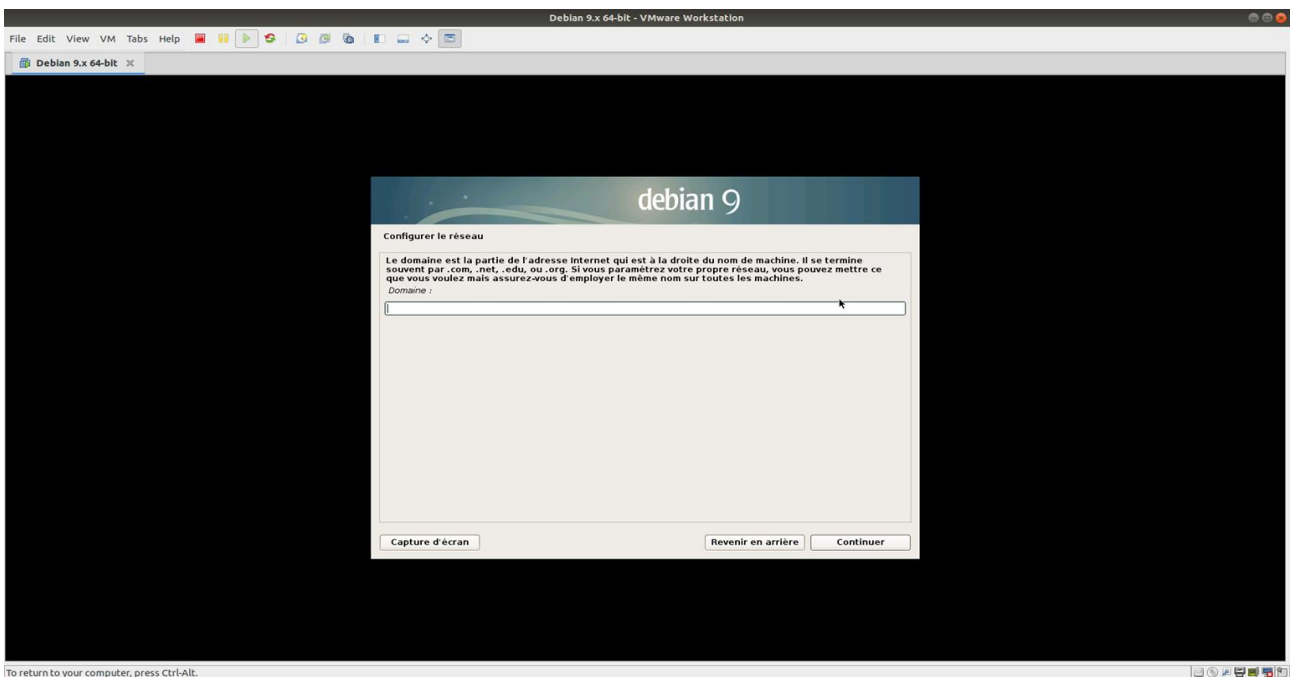 Debian 9.x 64-bit - VMware Workstation
File Edit View VM Tabs Help
Debian 9.x 64-bit
debian 9
Configurer le réseau
Le domaine est la partie de l'adresse Internet qui est à la droite du nom de machine. Il se termine
souvent par .com, .net, .edu, ou .org. Si vous paramétrez votre propre réseau, vous pouvez mettre ce
que vous voulez mais assurez-vous d'employer le même nom sur toutes les machines.
Domaine :
Capture d'écran Revenir en arrière Continuer
To return to your computer, press Ctrl-Alt.